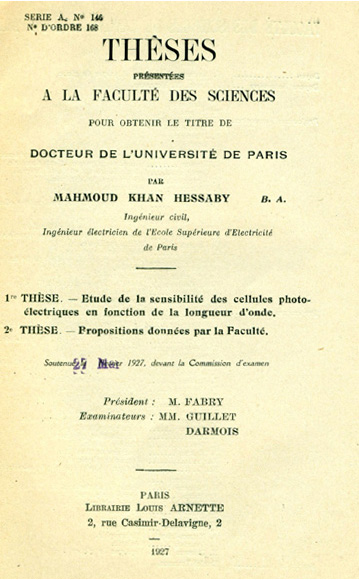 SERIE A, Nº 146
Nº D'ORDRE 168
THÈSES
PRÉSENTÉES
A LA FACULTÉ DES SCIENCES
POUR OBTENIR LE TITRE DE
DOCTEUR DE L'UNIVERSITÉ DE PARIS
PAR
MAHMOUD KHAN HESSABY B. A.
Ingénieur civil,
Ingénieur électricien de l'Ecole Supérieure d'Electricité
de Paris
1re THÈSE. — Etude de la sensibilité des cellules photo-
électriques en fonction de la longueur d'onde.
2e THÈSE. — Propositions données par la Faculté.
Soutenues 1927, devant la Commission d'examen
Président : M. FABRY
Examinateurs : MM. GUILLET
DARMOIS
PARIS
LIBRAIRIE LOUIS ARNETTE
2, rue Casimir-Delavigne, 2
1927